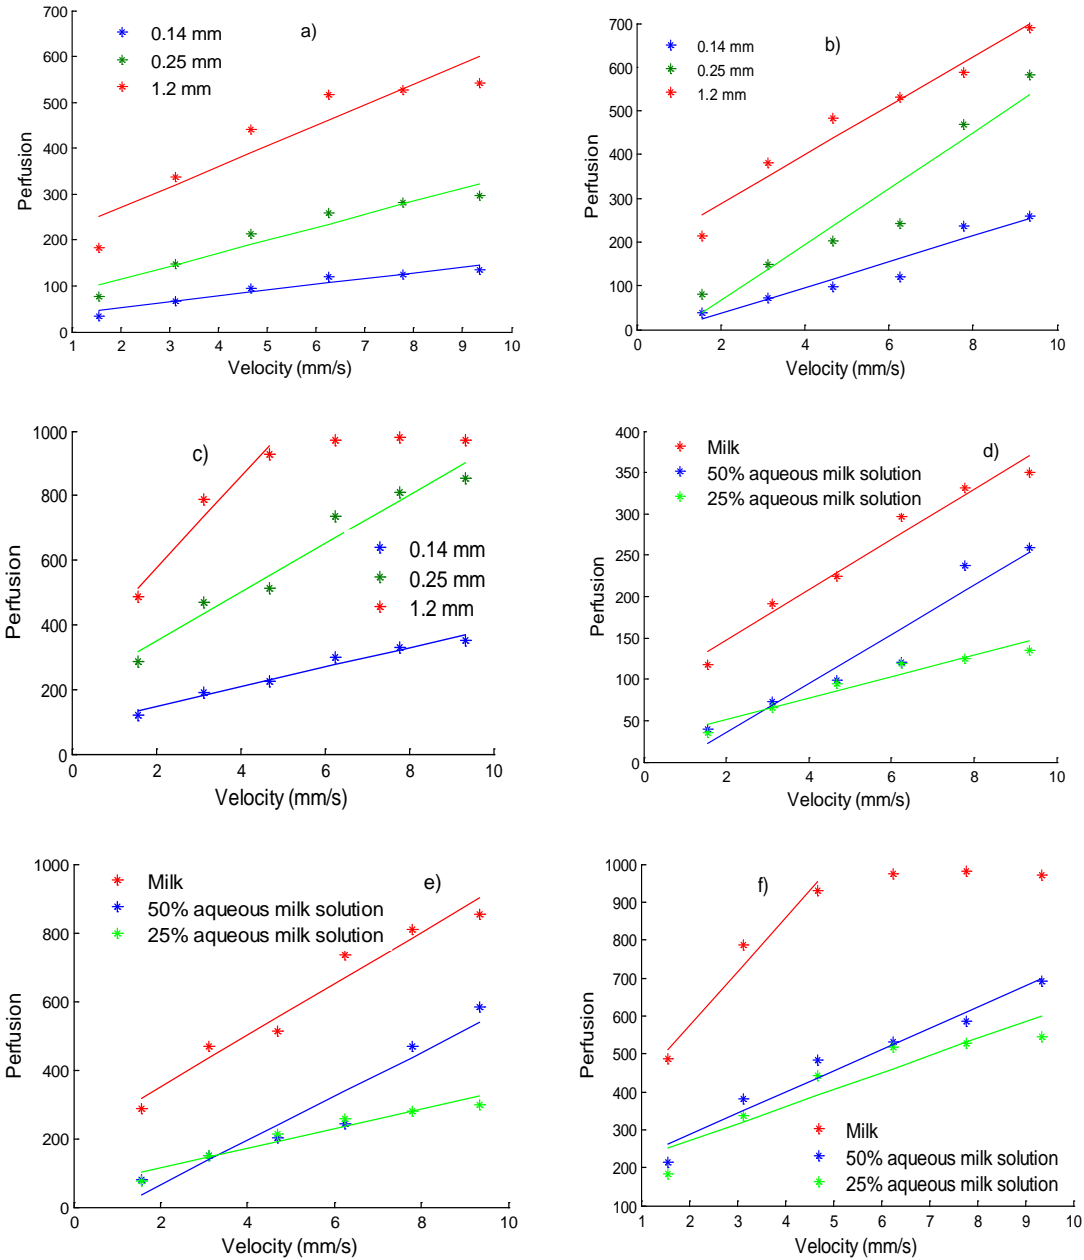 700
600
500
400
300
200
100
0
Perfusion
a)
0.14 mm
0.25 mm
1.2 mm
1 2 3 4 5 6 7 8 9 10
Velocity (mm/s)
700
600
500
400
300
200
100
0
Perfusion
b)
0.14 mm
0.25 mm
1.2 mm
0 1 2 3 4 5 6 7 8 9 10
Velocity (mm/s)
1000
800
600
400
200
0
Perfusion
c)
0.14 mm
0.25 mm
1.2 mm
0 2 4 6 8 10
Velocity (mm/s)
400
350
300
250
200
150
100
50
0
Perfusion
d)
Milk
50% aqueous milk solution
25% aqueous milk solution
0 2 4 6 8 10
Velocity (mm/s)
1000
800
600
400
200
0
Perfusion
e)
Milk
50% aqueous milk solution
25% aqueous milk solution
0 2 4 6 8 10
Velocity (mm/s)
1000
900
800
700
600
500
400
300
200
100
Perfusion
f)
Milk
50% aqueous milk solution
25% aqueous milk solution
1 2 3 4 5 6 7 8 9 10
Velocity (mm/s)